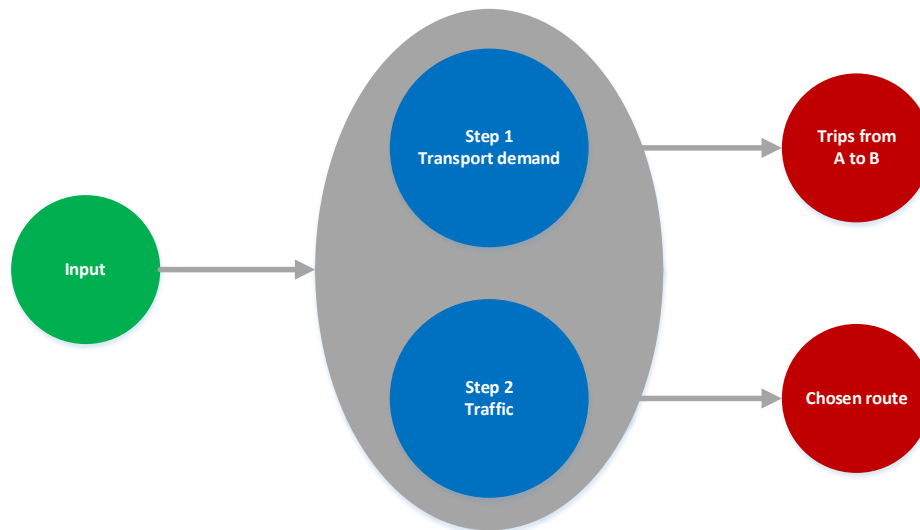 Step 1
Transport demand
Trips from
A to B
Input
Step 2
Traffic
Chosen route